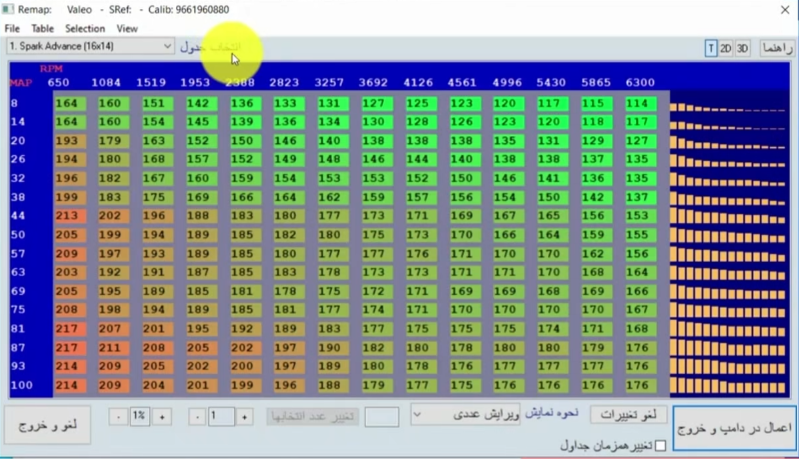 Remap: Valeo - SRef: - Calib: 9661960880
File Table Selection View
1. Spark Advance (16x14) انتخاب جدول T 2D 3D راهنما
RPM
MAP 650 1084 1519 1953 2388 2823 3257 3692 4126 4561 4996 5430 5865 6300
8 164 160 151 142 136 133 131 127 125 123 120 117 115 114
14 164 160 154 145 139 136 134 130 128 126 123 120 118 117
20 193 179 163 152 150 146 140 138 138 138 135 131 129 127
26 194 180 168 157 152 149 148 146 144 140 138 138 137 135
32 196 182 167 160 159 154 153 153 152 150 146 141 136 135
38 199 183 175 169 166 164 162 159 157 156 154 150 142 137
44 213 202 196 188 183 180 177 173 171 169 167 165 156 153
50 205 199 194 189 185 182 180 175 173 170 166 164 159 155
57 209 197 193 189 185 180 177 177 176 171 170 170 162 156
63 203 192 191 187 185 183 178 173 173 171 171 170 168 164
69 205 195 189 185 181 178 175 172 171 169 169 168 169 166
75 208 198 194 189 185 181 177 174 171 170 170 170 170 167
81 217 207 201 195 192 189 183 177 175 175 175 174 171 168
87 217 211 208 205 202 197 190 182 180 178 180 180 179 176
93 214 209 205 202 200 197 189 180 178 176 177 177 177 176
100 214 209 204 201 199 196 188 179 177 175 176 176 176 176
لغو و خروج - 1% + - 1 + تغییر عدد انتخابها ویرایش عددی نحوه نمایش لغو تغییرات اعمال در دامپ و خروج
تغییر همزمان جداول